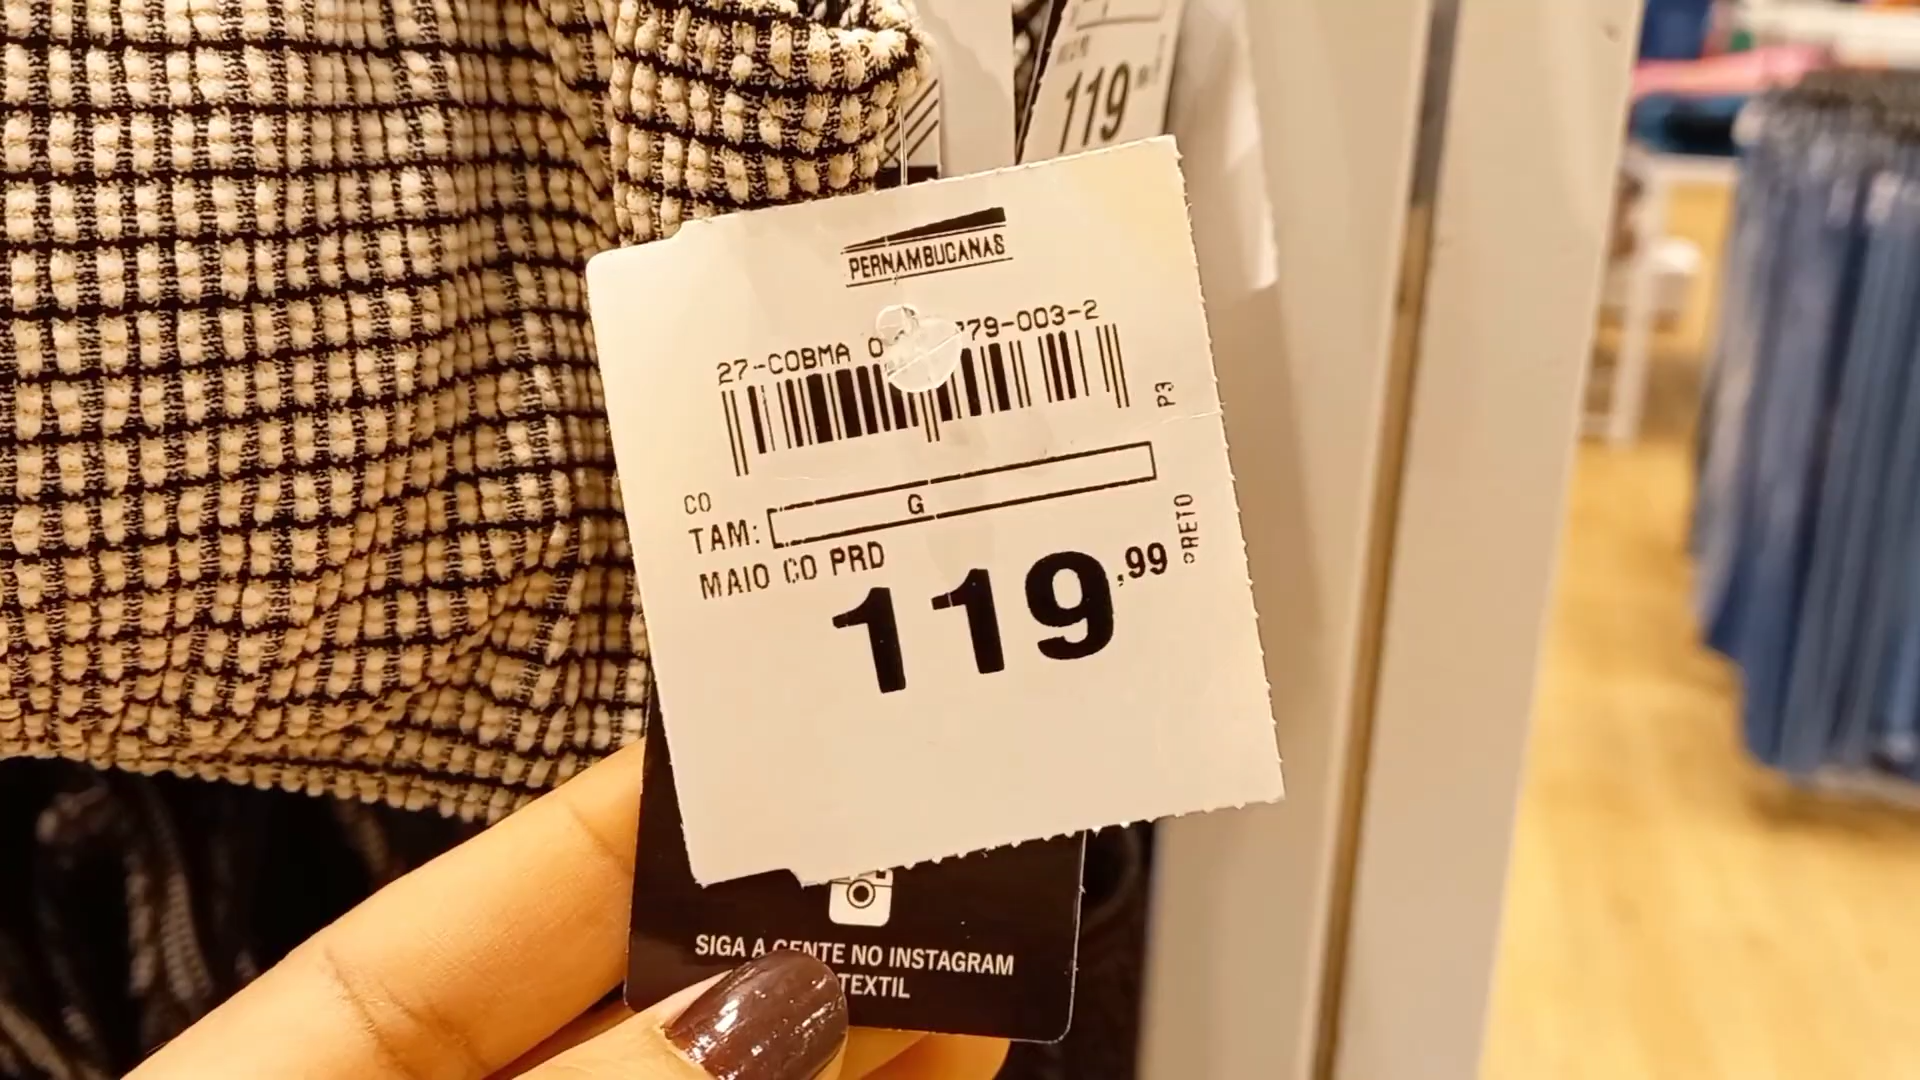 119
PERNAMBUCANAS
27-COBMA 0 79-003-2
P3
CO
TAM: G
MAIO CO PRD
119,99
PRETO
SIGA A GENTE NO INSTAGRAM
TEXTIL